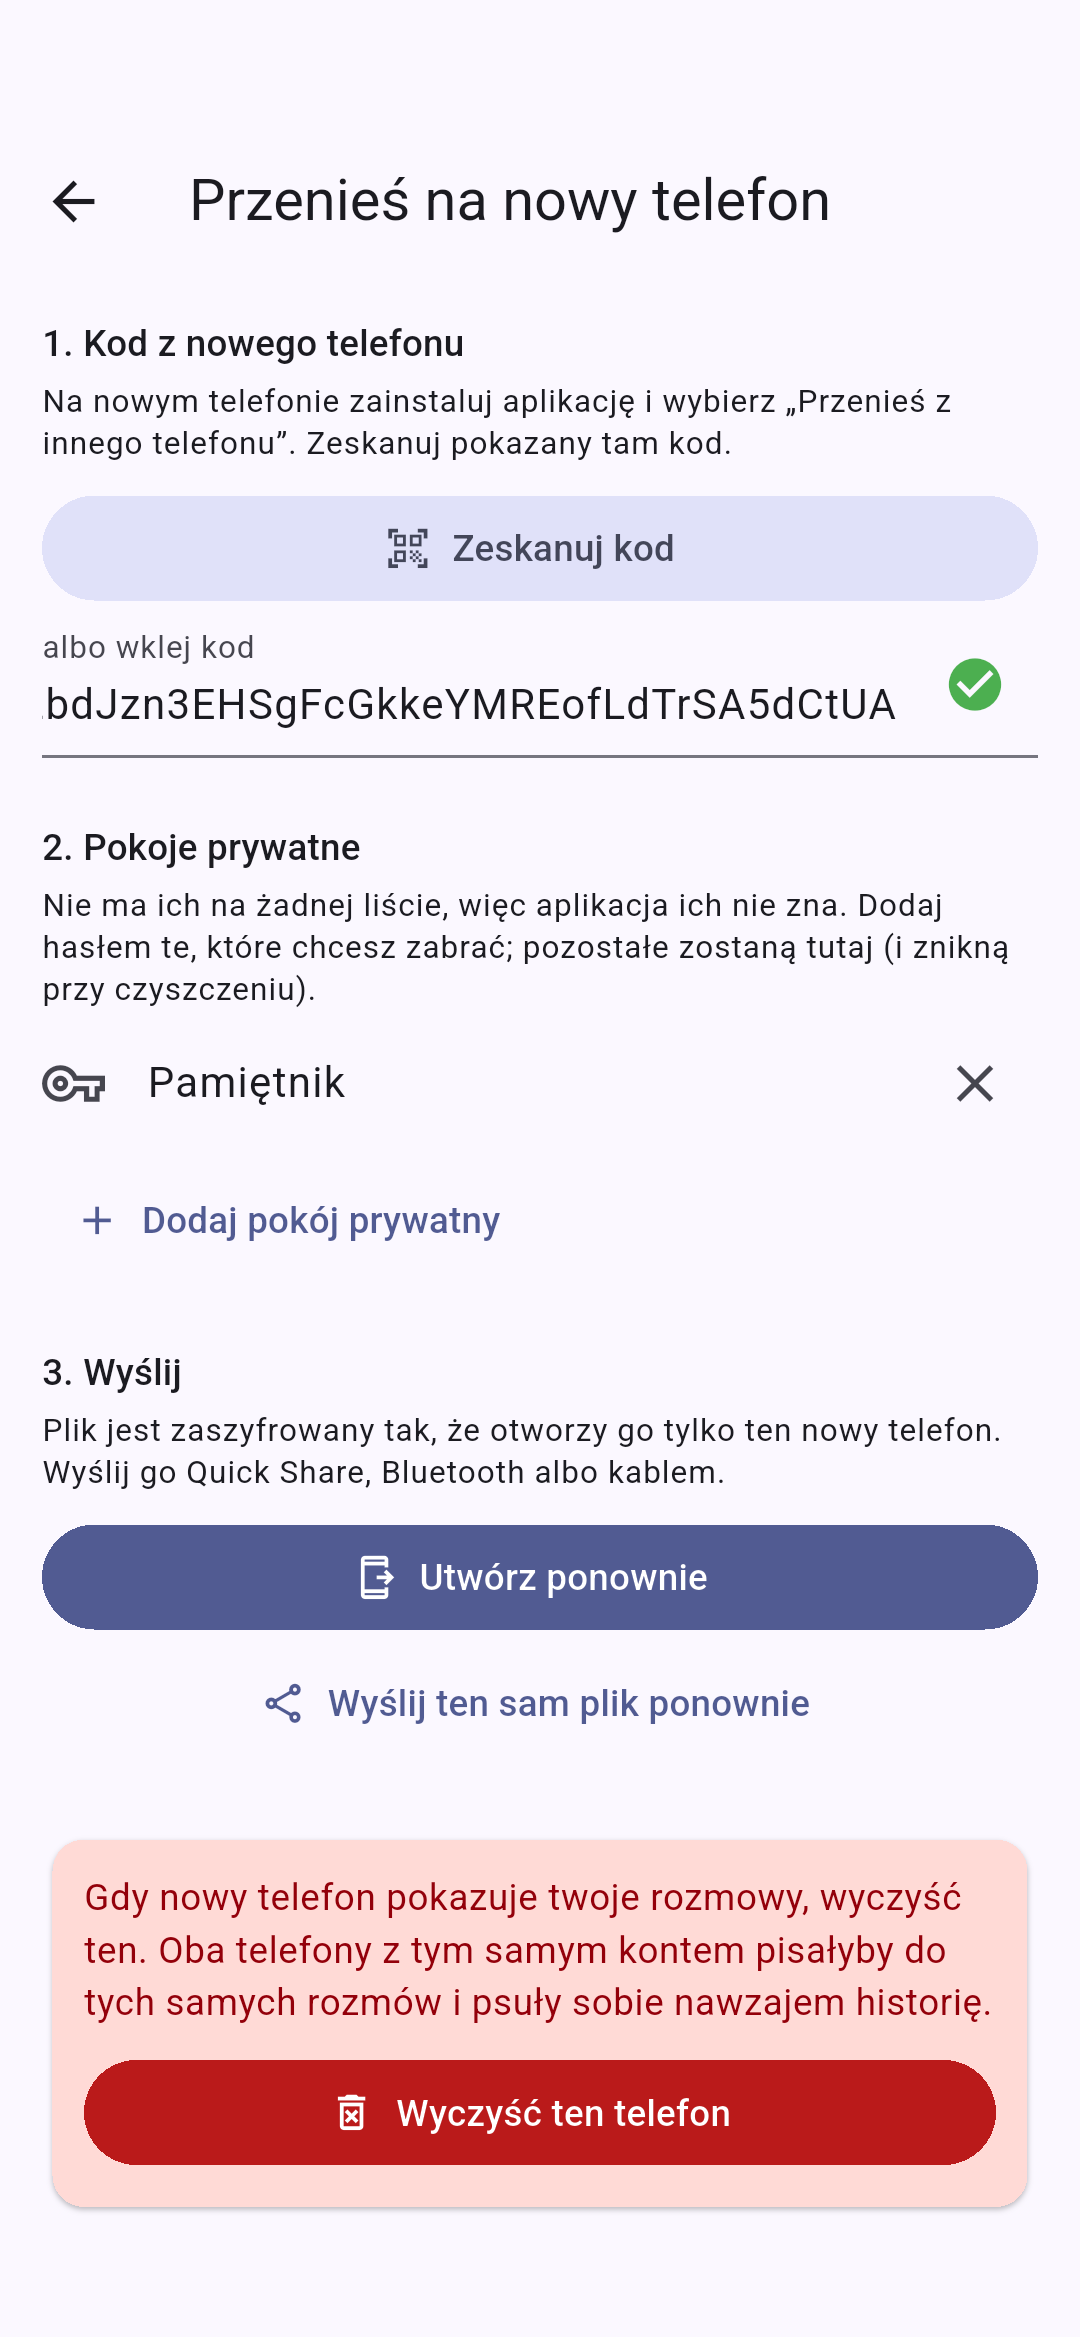 Przenieś na nowy telefon
1. Kod z nowego telefonu
Na nowym telefonie zainstaluj aplikację i wybierz „Przenieś z
innego telefonu”. Zeskanuj pokazany tam kod.
Zeskanuj kod
albo wklej kod
bdJzn3EHSgFcGkkeYMREofLdTrSA5dCtUA
2. Pokoje prywatne
Nie ma ich na żadnej liście, więc aplikacja ich nie zna. Dodaj
hasłem te, które chcesz zabrać; pozostałe zostaną tutaj (i znikną
przy czyszczeniu).
Pamiętnik
Dodaj pokój prywatny
3. Wyślij
Plik jest zaszyfrowany tak, że otworzy go tylko ten nowy telefon.
Wyślij go Quick Share, Bluetooth albo kablem.
Utwórz ponownie
Wyślij ten sam plik ponownie
Gdy nowy telefon pokazuje twoje rozmowy, wyczyść
ten. Oba telefony z tym samym kontem pisałyby do
tych samych rozmów i psuły sobie nawzajem historię.
Wyczyść ten telefon